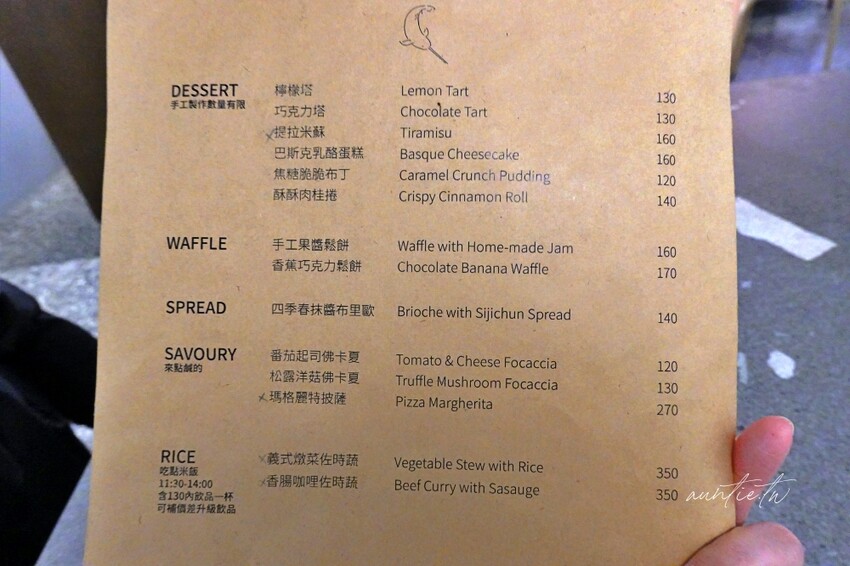 DESSERT 檸檬塔 Lemon Tart 130
手工製作數量有限 巧克力塔 Chocolate Tart 130
x提拉米蘇 Tiramisu 160
巴斯克乳酪蛋糕 Basque Cheesecake 160
焦糖脆脆布丁 Caramel Crunch Pudding 120
酥酥肉桂捲 Crispy Cinnamon Roll 140
WAFFLE 手工果醬鬆餅 Waffle with Home-made Jam 160
香蕉巧克力鬆餅 Chocolate Banana Waffle 170
SPREAD 四季春抹醬布里歐 Brioche with Sijichun Spread 140
SAVOURY 番茄起司佛卡夏 Tomato & Cheese Focaccia 120
來點鹹的 松露洋菇佛卡夏 Truffle Mushroom Focaccia 130
x瑪格麗特披薩 Pizza Margherita 270
RICE x義式燉菜佐時蔬 Vegetable Stew with Rice 350
吃點米飯
11:30-14:00 x香腸咖哩佐時蔬 Beef Curry with Sasauge 350
含130內飲品一杯
可補價差升級飲品
auntie.tw